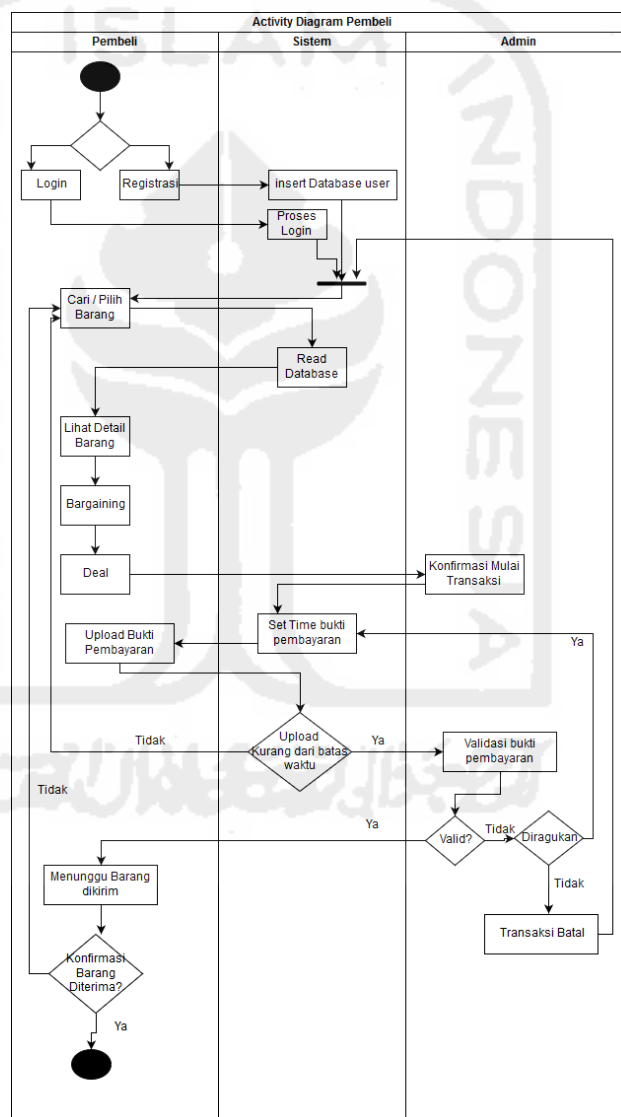 Activity Diagram Pembeli
Pembeli
Sistem
Admin
Login
Registrasi
insert Database user
Proses
Login
Cari / Pilih
Barang
Read
Database
Lihat Detail
Barang
Bargaining
Deal
Konfirmasi Mulai
Transaksi
Set Time bukti
pembayaran
Upload Bukti
Pembayaran
Ya
Upload
Kurang dari batas
waktu
Tidak
Ya
Validasi bukti
pembayaran
Tidak
Ya
Valid?
Tidak
Diragukan
Tidak
Menunggu Barang
dikirim
Transaksi Batal
Konfirmasi
Barang
Diterima?
Ya
ISLAM
INDONESIA